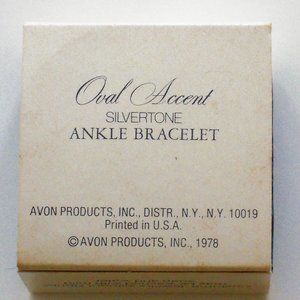 Oval Accent
SILVERTONE
ANKLE BRACELET
AVON PRODUCTS, INC., DISTR., N.Y., N.Y. 10019
Printed in U.S.A.
©AVON PRODUCTS, INC., 1978